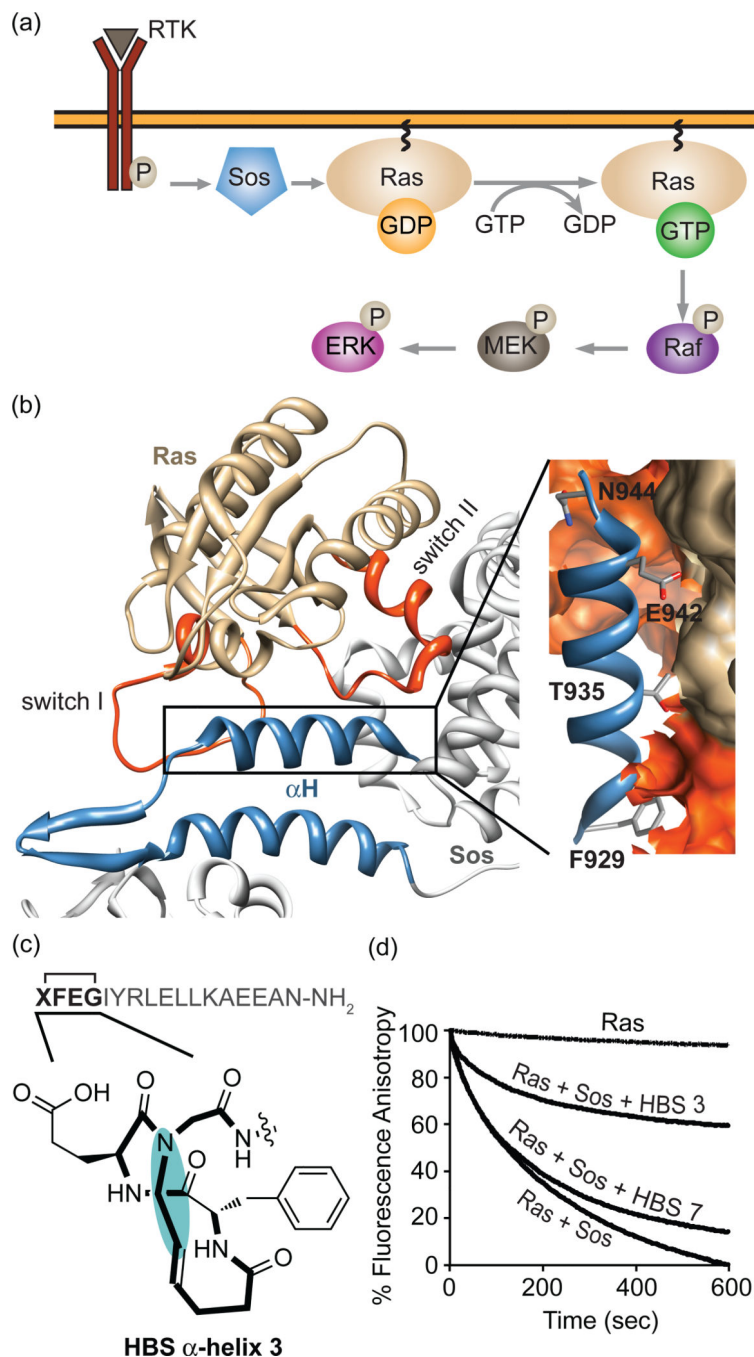 (a)
RTK
P
Sos
Ras
GDP
GTP
GDP
Ras
GTP
P
ERK
P
MEK
P
Raf
(b)
Ras
switch II
switch I
αH
Sos
N944
E942
T935
F929
(c)
XFEGIYRLELLKAEEAN-NH2
OH
O
O
O
N
N
H
HN
O
NH
O
HBS α-helix 3
(d)
% Fluorescence Anisotropy
100
80
60
40
20
0
Ras
Ras + Sos + HBS 3
Ras + Sos + HBS 7
Ras + Sos
0
200
400
600
Time (sec)